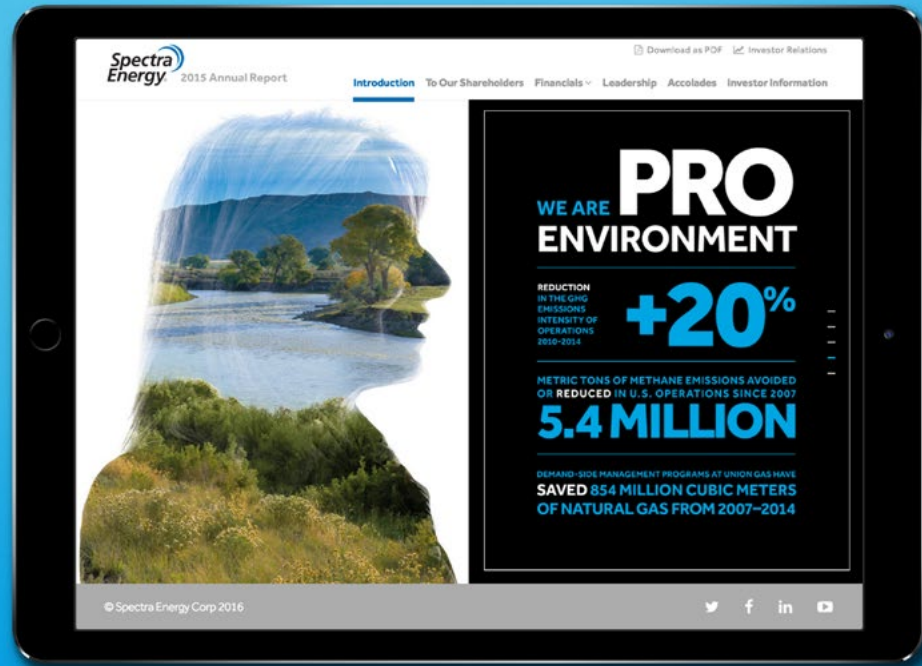 Spectra
Energy
2015 Annual Report
Download as PDF
Investor Relations
Introduction
To Our Shareholders
Financials
Leadership
Accolades
Investor Information
WE ARE PRO
ENVIRONMENT
REDUCTION
IN THE GHG
EMISSIONS
INTENSITY OF
OPERATIONS
2010-2014
+20%
METRIC TONS OF METHANE EMISSIONS AVOIDED
OR REDUCED IN U.S. OPERATIONS SINCE 2007
5.4 MILLION
DEMAND-SIDE MANAGEMENT PROGRAMS AT UNION GAS HAVE
SAVED 854 MILLION CUBIC METERS
OF NATURAL GAS FROM 2007–2014
© Spectra Energy Corp 2016